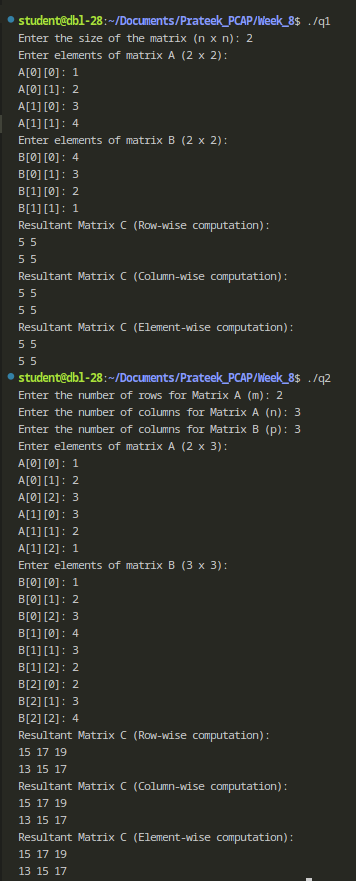 student@dbl-28:~/Documents/Prateek_PCAP/Week_8$ ./q1
Enter the size of the matrix (n x n): 2
Enter elements of matrix A (2 x 2):
A[0][0]: 1
A[0][1]: 2
A[1][0]: 3
A[1][1]: 4
Enter elements of matrix B (2 x 2):
B[0][0]: 4
B[0][1]: 3
B[1][0]: 2
B[1][1]: 1
Resultant Matrix C (Row-wise computation):
5 5
5 5
Resultant Matrix C (Column-wise computation):
5 5
5 5
Resultant Matrix C (Element-wise computation):
5 5
5 5
student@dbl-28:~/Documents/Prateek_PCAP/Week_8$ ./q2
Enter the number of rows for Matrix A (m): 2
Enter the number of columns for Matrix A (n): 3
Enter the number of columns for Matrix B (p): 3
Enter elements of matrix A (2 x 3):
A[0][0]: 1
A[0][1]: 2
A[0][2]: 3
A[1][0]: 3
A[1][1]: 2
A[1][2]: 1
Enter elements of matrix B (3 x 3):
B[0][0]: 1
B[0][1]: 2
B[0][2]: 3
B[1][0]: 4
B[1][1]: 3
B[1][2]: 2
B[2][0]: 2
B[2][1]: 3
B[2][2]: 4
Resultant Matrix C (Row-wise computation):
15 17 19
13 15 17
Resultant Matrix C (Column-wise computation):
15 17 19
13 15 17
Resultant Matrix C (Element-wise computation):
15 17 19
13 15 17